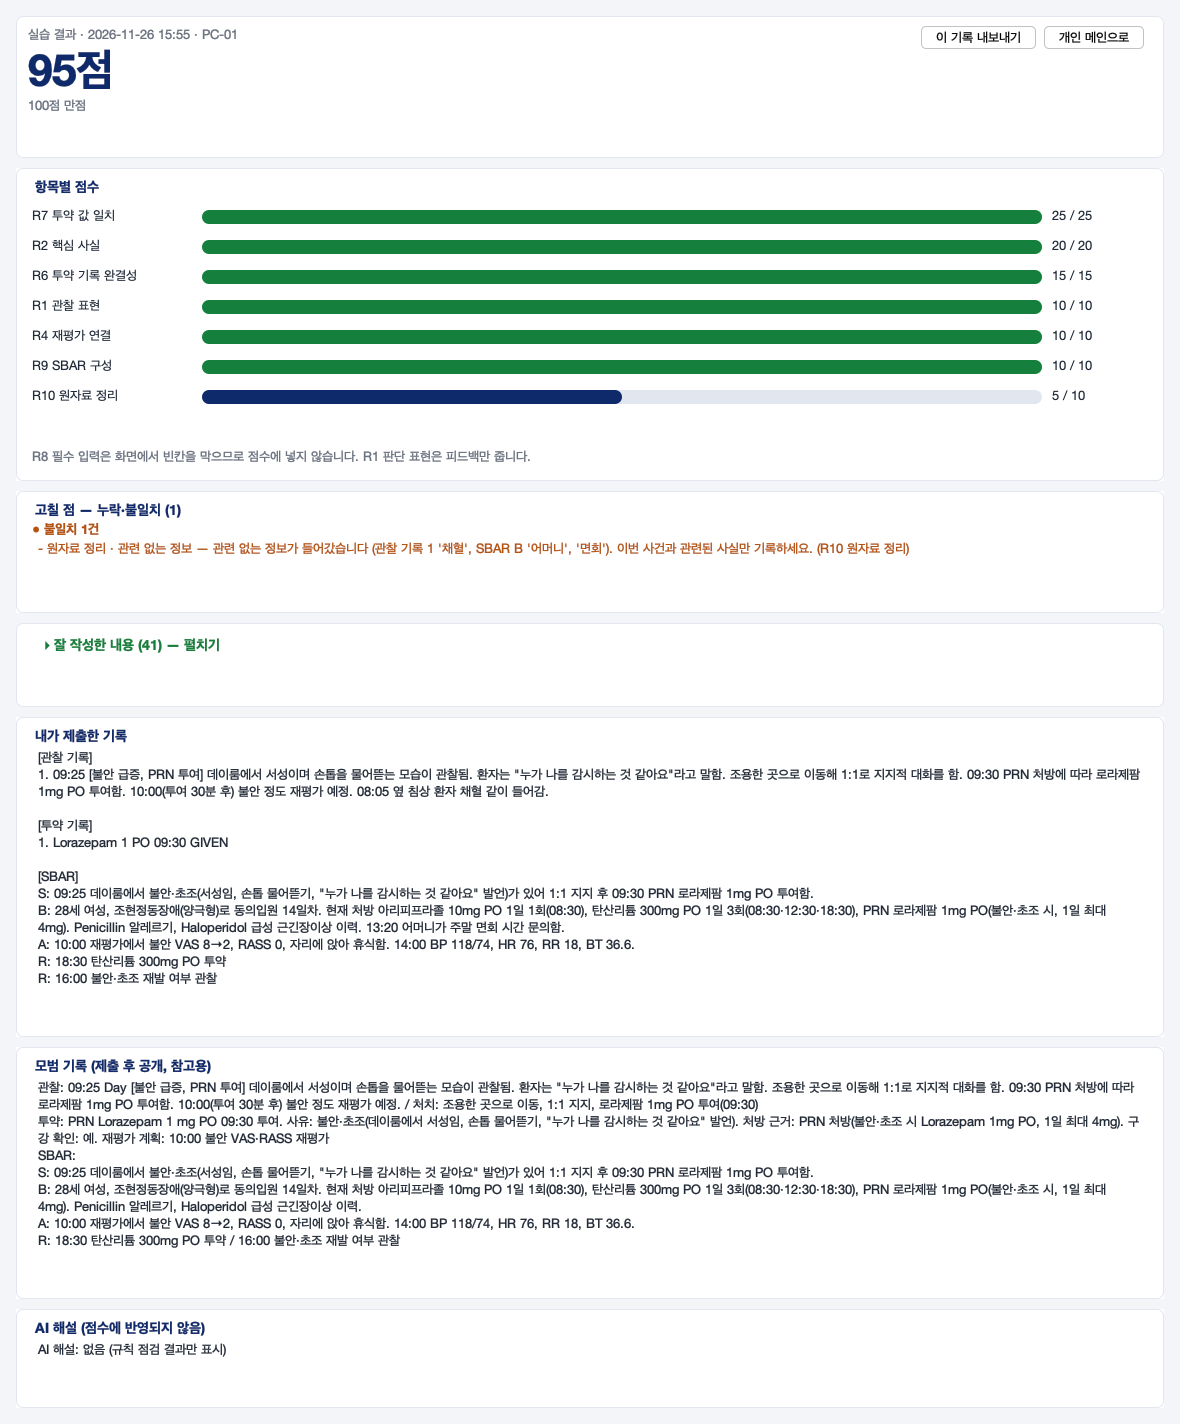 실습 결과 · 2026-11-26 15:55 · PC-01
이 기록 내보내기
개인 메인으로
95점
100점 만점
항목별 점수
R7 투약 값 일치 25 / 25
R2 핵심 사실 20 / 20
R6 투약 기록 완결성 15 / 15
R1 관찰 표현 10 / 10
R4 재평가 연결 10 / 10
R9 SBAR 구성 10 / 10
R10 원자료 정리 5 / 10
R8 필수 입력은 화면에서 빈칸을 막으므로 점수에 넣지 않습니다. R1 판단 표현은 피드백만 줍니다.
고칠 점 — 누락·불일치 (1)
● 불일치 1건
- 원자료 정리 · 관련 없는 정보 — 관련 없는 정보가 들어갔습니다 (관찰 기록 1 '채혈', SBAR B '어머니', '면회'). 이번 사건과 관련된 사실만 기록하세요. (R10 원자료 정리)
잘 작성한 내용 (41) — 펼치기
내가 제출한 기록
[관찰 기록]
1. 09:25 [불안 급증, PRN 투여] 데이룸에서 서성이며 손톱을 물어뜯는 모습이 관찰됨. 환자는 "누가 나를 감시하는 것 같아요"라고 말함. 조용한 곳으로 이동해 1:1로 지지적 대화를 함. 09:30 PRN 처방에 따라 로라제팜
1mg PO 투여함. 10:00(투여 30분 후) 불안 정도 재평가 예정. 08:05 옆 침상 환자 채혈 같이 들어감.
[투약 기록]
1. Lorazepam 1 PO 09:30 GIVEN
[SBAR]
S: 09:25 데이룸에서 불안·초조(서성임, 손톱 물어뜯기, "누가 나를 감시하는 것 같아요" 발언)가 있어 1:1 지지 후 09:30 PRN 로라제팜 1mg PO 투여함.
B: 28세 여성, 조현정동장애(양극형)로 동의입원 14일차. 현재 처방 아리피프라졸 10mg PO 1일 1회(08:30), 탄산리튬 300mg PO 1일 3회(08:30·12:30·18:30), PRN 로라제팜 1mg PO(불안·초조 시, 1일 최대
4mg). Penicillin 알레르기, Haloperidol 급성 근긴장이상 이력. 13:20 어머니가 주말 면회 시간 문의함.
A: 10:00 재평가에서 불안 VAS 8→2, RASS 0, 자리에 앉아 휴식함. 14:00 BP 118/74, HR 76, RR 18, BT 36.6.
R: 18:30 탄산리튬 300mg PO 투약
R: 16:00 불안·초조 재발 여부 관찰
모범 기록 (제출 후 공개, 참고용)
관찰: 09:25 Day [불안 급증, PRN 투여] 데이룸에서 서성이며 손톱을 물어뜯는 모습이 관찰됨. 환자는 "누가 나를 감시하는 것 같아요"라고 말함. 조용한 곳으로 이동해 1:1로 지지적 대화를 함. 09:30 PRN 처방에 따라
로라제팜 1mg PO 투여함. 10:00(투여 30분 후) 불안 정도 재평가 예정. / 처치: 조용한 곳으로 이동, 1:1 지지, 로라제팜 1mg PO 투여(09:30)
투약: PRN Lorazepam 1 mg PO 09:30 투여. 사유: 불안·초조(데이룸에서 서성임, 손톱 물어뜯기, "누가 나를 감시하는 것 같아요" 발언). 처방 근거: PRN 처방(불안·초조 시 Lorazepam 1mg PO, 1일 최대 4mg). 구
강 확인: 예. 재평가 계획: 10:00 불안 VAS·RASS 재평가
SBAR:
S: 09:25 데이룸에서 불안·초조(서성임, 손톱 물어뜯기, "누가 나를 감시하는 것 같아요" 발언)가 있어 1:1 지지 후 09:30 PRN 로라제팜 1mg PO 투여함.
B: 28세 여성, 조현정동장애(양극형)로 동의입원 14일차. 현재 처방 아리피프라졸 10mg PO 1일 1회(08:30), 탄산리튬 300mg PO 1일 3회(08:30·12:30·18:30), PRN 로라제팜 1mg PO(불안·초조 시, 1일 최대
4mg). Penicillin 알레르기, Haloperidol 급성 근긴장이상 이력.
A: 10:00 재평가에서 불안 VAS 8→2, RASS 0, 자리에 앉아 휴식함. 14:00 BP 118/74, HR 76, RR 18, BT 36.6.
R: 18:30 탄산리튬 300mg PO 투약 / 16:00 불안·초조 재발 여부 관찰
AI 해설 (점수에 반영되지 않음)
AI 해설: 없음 (규칙 점검 결과만 표시)